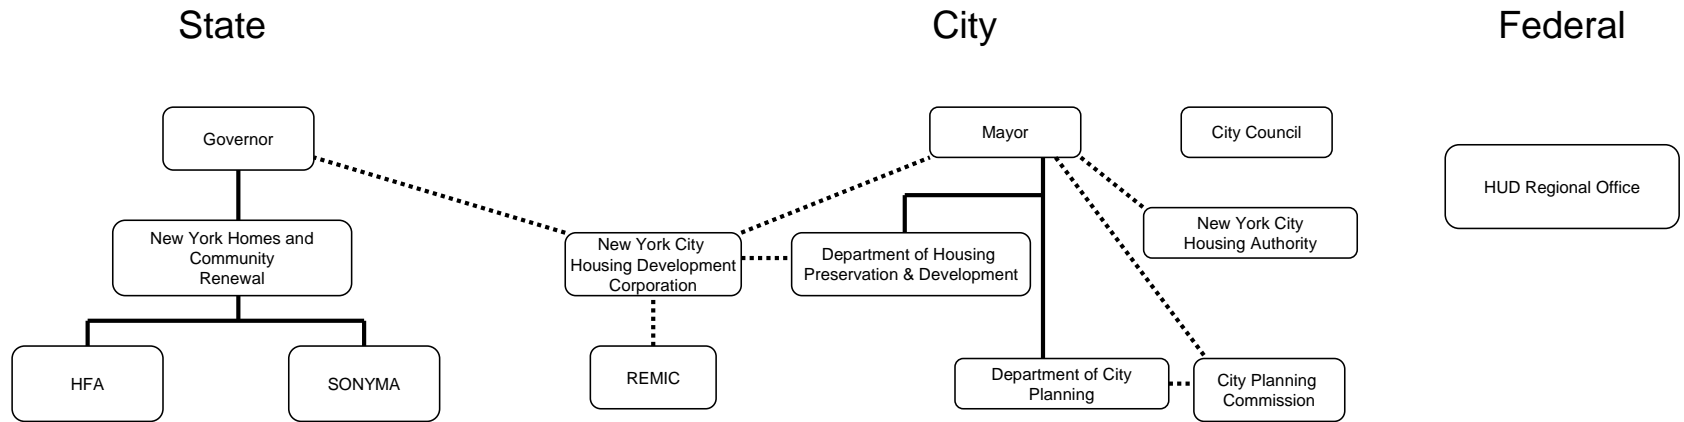 State
City
Federal
Governor
Mayor
City Council
HUD Regional Office
New York Homes and
Community
Renewal
New York City
Housing Development
Corporation
Department of Housing
Preservation & Development
New York City
Housing Authority
HFA
SONYMA
REMIC
Department of City
Planning
City Planning
Commission